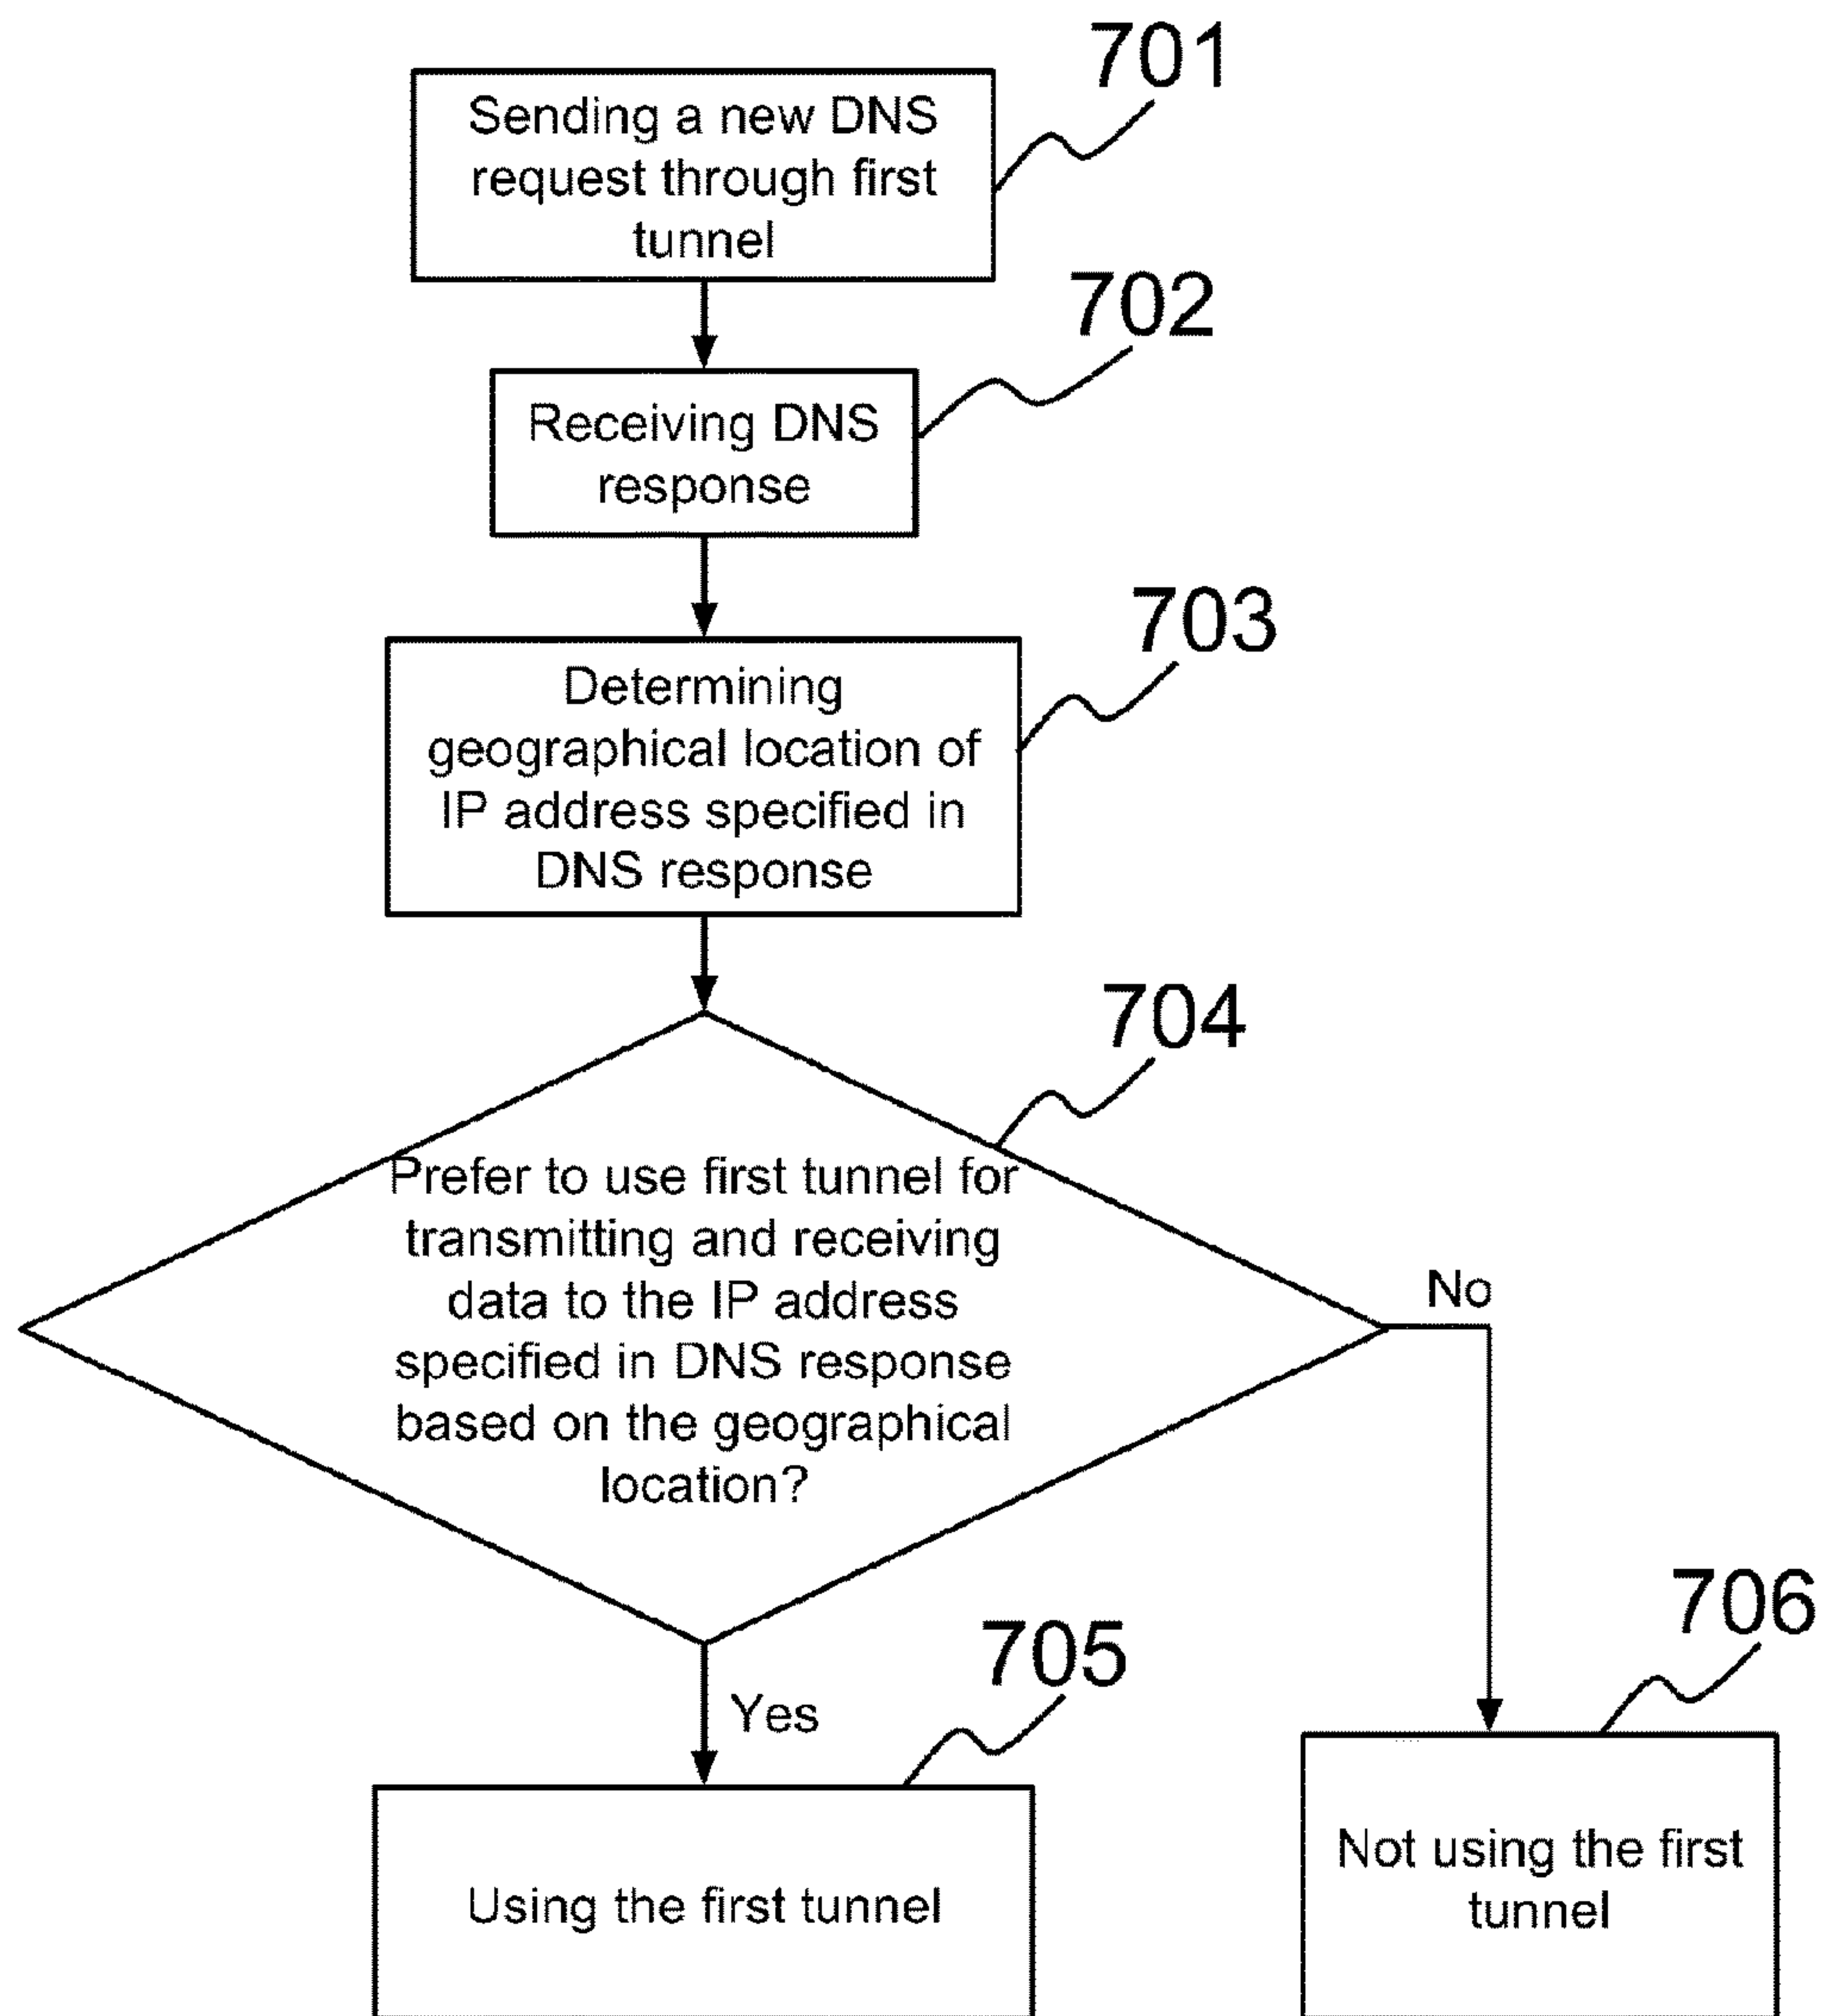 701
Sending a new DNS
request through first
tunnel
702
Receiving DNS
response
703
Determining
geographical location of
IP address specified in
DNS response
704
Prefer to use first tunnel for
transmitting and receiving
data to the IP address
specified in DNS response
based on the geographical
location?
No
Yes
705
706
Using the first tunnel
Not using the first
tunnel